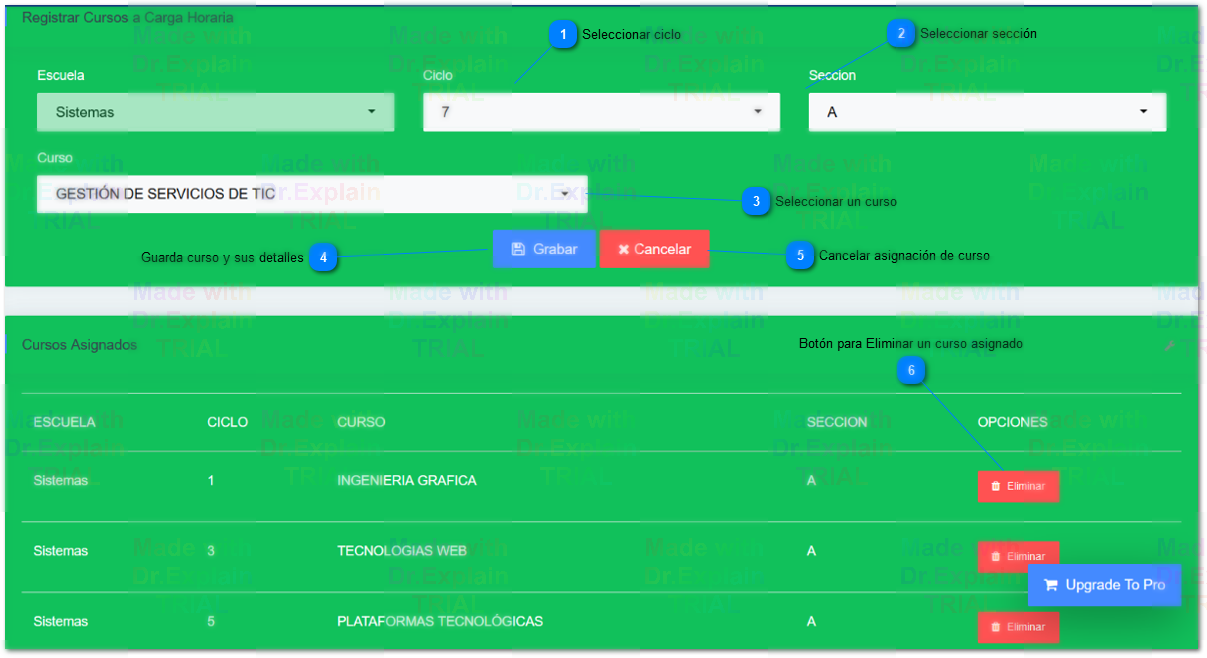 Registrar Cursos a Carga Horaria
1 Seleccionar ciclo
2 Seleccionar sección
Escuela Ciclo Seccion
Sistemas 7 A
Curso
GESTIÓN DE SERVICIOS DE TIC
3 Seleccionar un curso
Grabar Cancelar
Guarda curso y sus detalles 4
5 Cancelar asignación de curso
Cursos Asignados
Botón para Eliminar un curso asignado
6
ESCUELA CICLO CURSO SECCION OPCIONES
Sistemas 1 INGENIERIA GRAFICA A Eliminar
Sistemas 3 TECNOLOGIAS WEB A Eliminar
Upgrade To Pro
Sistemas 5 PLATAFORMAS TECNOLÓGICAS A Eliminar
Made with
Dr.Explain
TRIAL